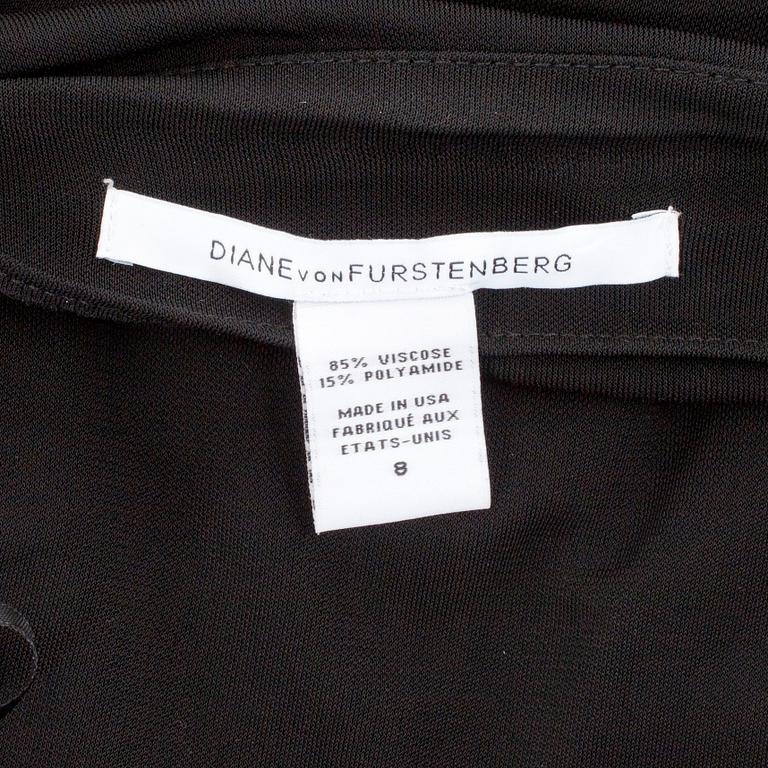 DIANE VON FURSTENBERG
85% VISCOSE
15% POLYAMIDE
MADE IN USA
FABRIQUÉ AUX
ETATS-UNIS
8